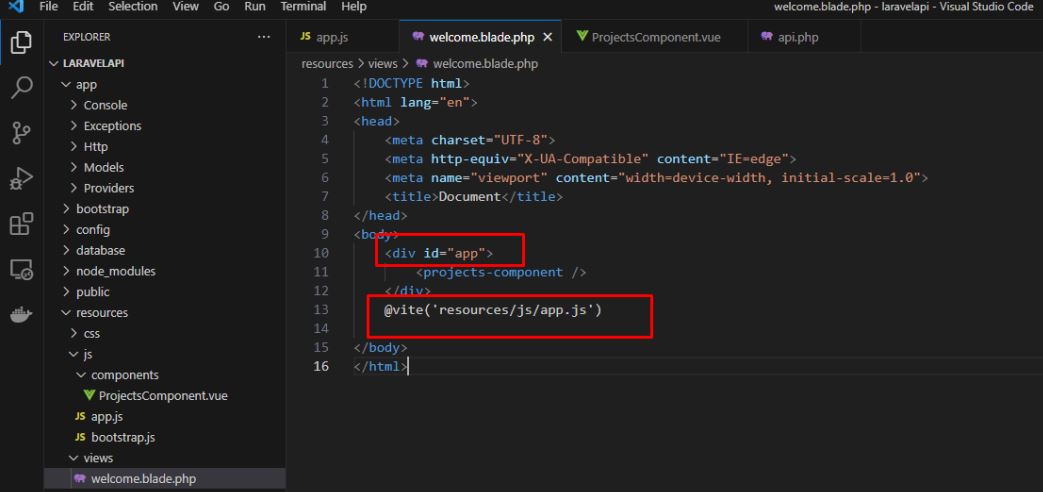 File Edit Selection View Go Run Terminal Help
welcome.blade.php - laravelapi - Visual Studio Code
EXPLORER
LARAVELAPI
app
Console
Exceptions
Http
Models
Providers
bootstrap
config
database
node_modules
public
resources
css
js
components
ProjectsComponent.vue
JS app.js
JS bootstrap.js
views
welcome.blade.php
JS app.js welcome.blade.php ProjectsComponent.vue api.php
resources > views > welcome.blade.php
1 <!DOCTYPE html>
2 <html lang="en">
3 <head>
4 <meta charset="UTF-8">
5 <meta http-equiv="X-UA-Compatible" content="IE=edge">
6 <meta name="viewport" content="width=device-width, initial-scale=1.0">
7 <title>Document</title>
8 </head>
9 <body>
10 <div id="app">
11 <projects-component />
12 </div>
13 @vite('resources/js/app.js')
14
15 </body>
16 </html>